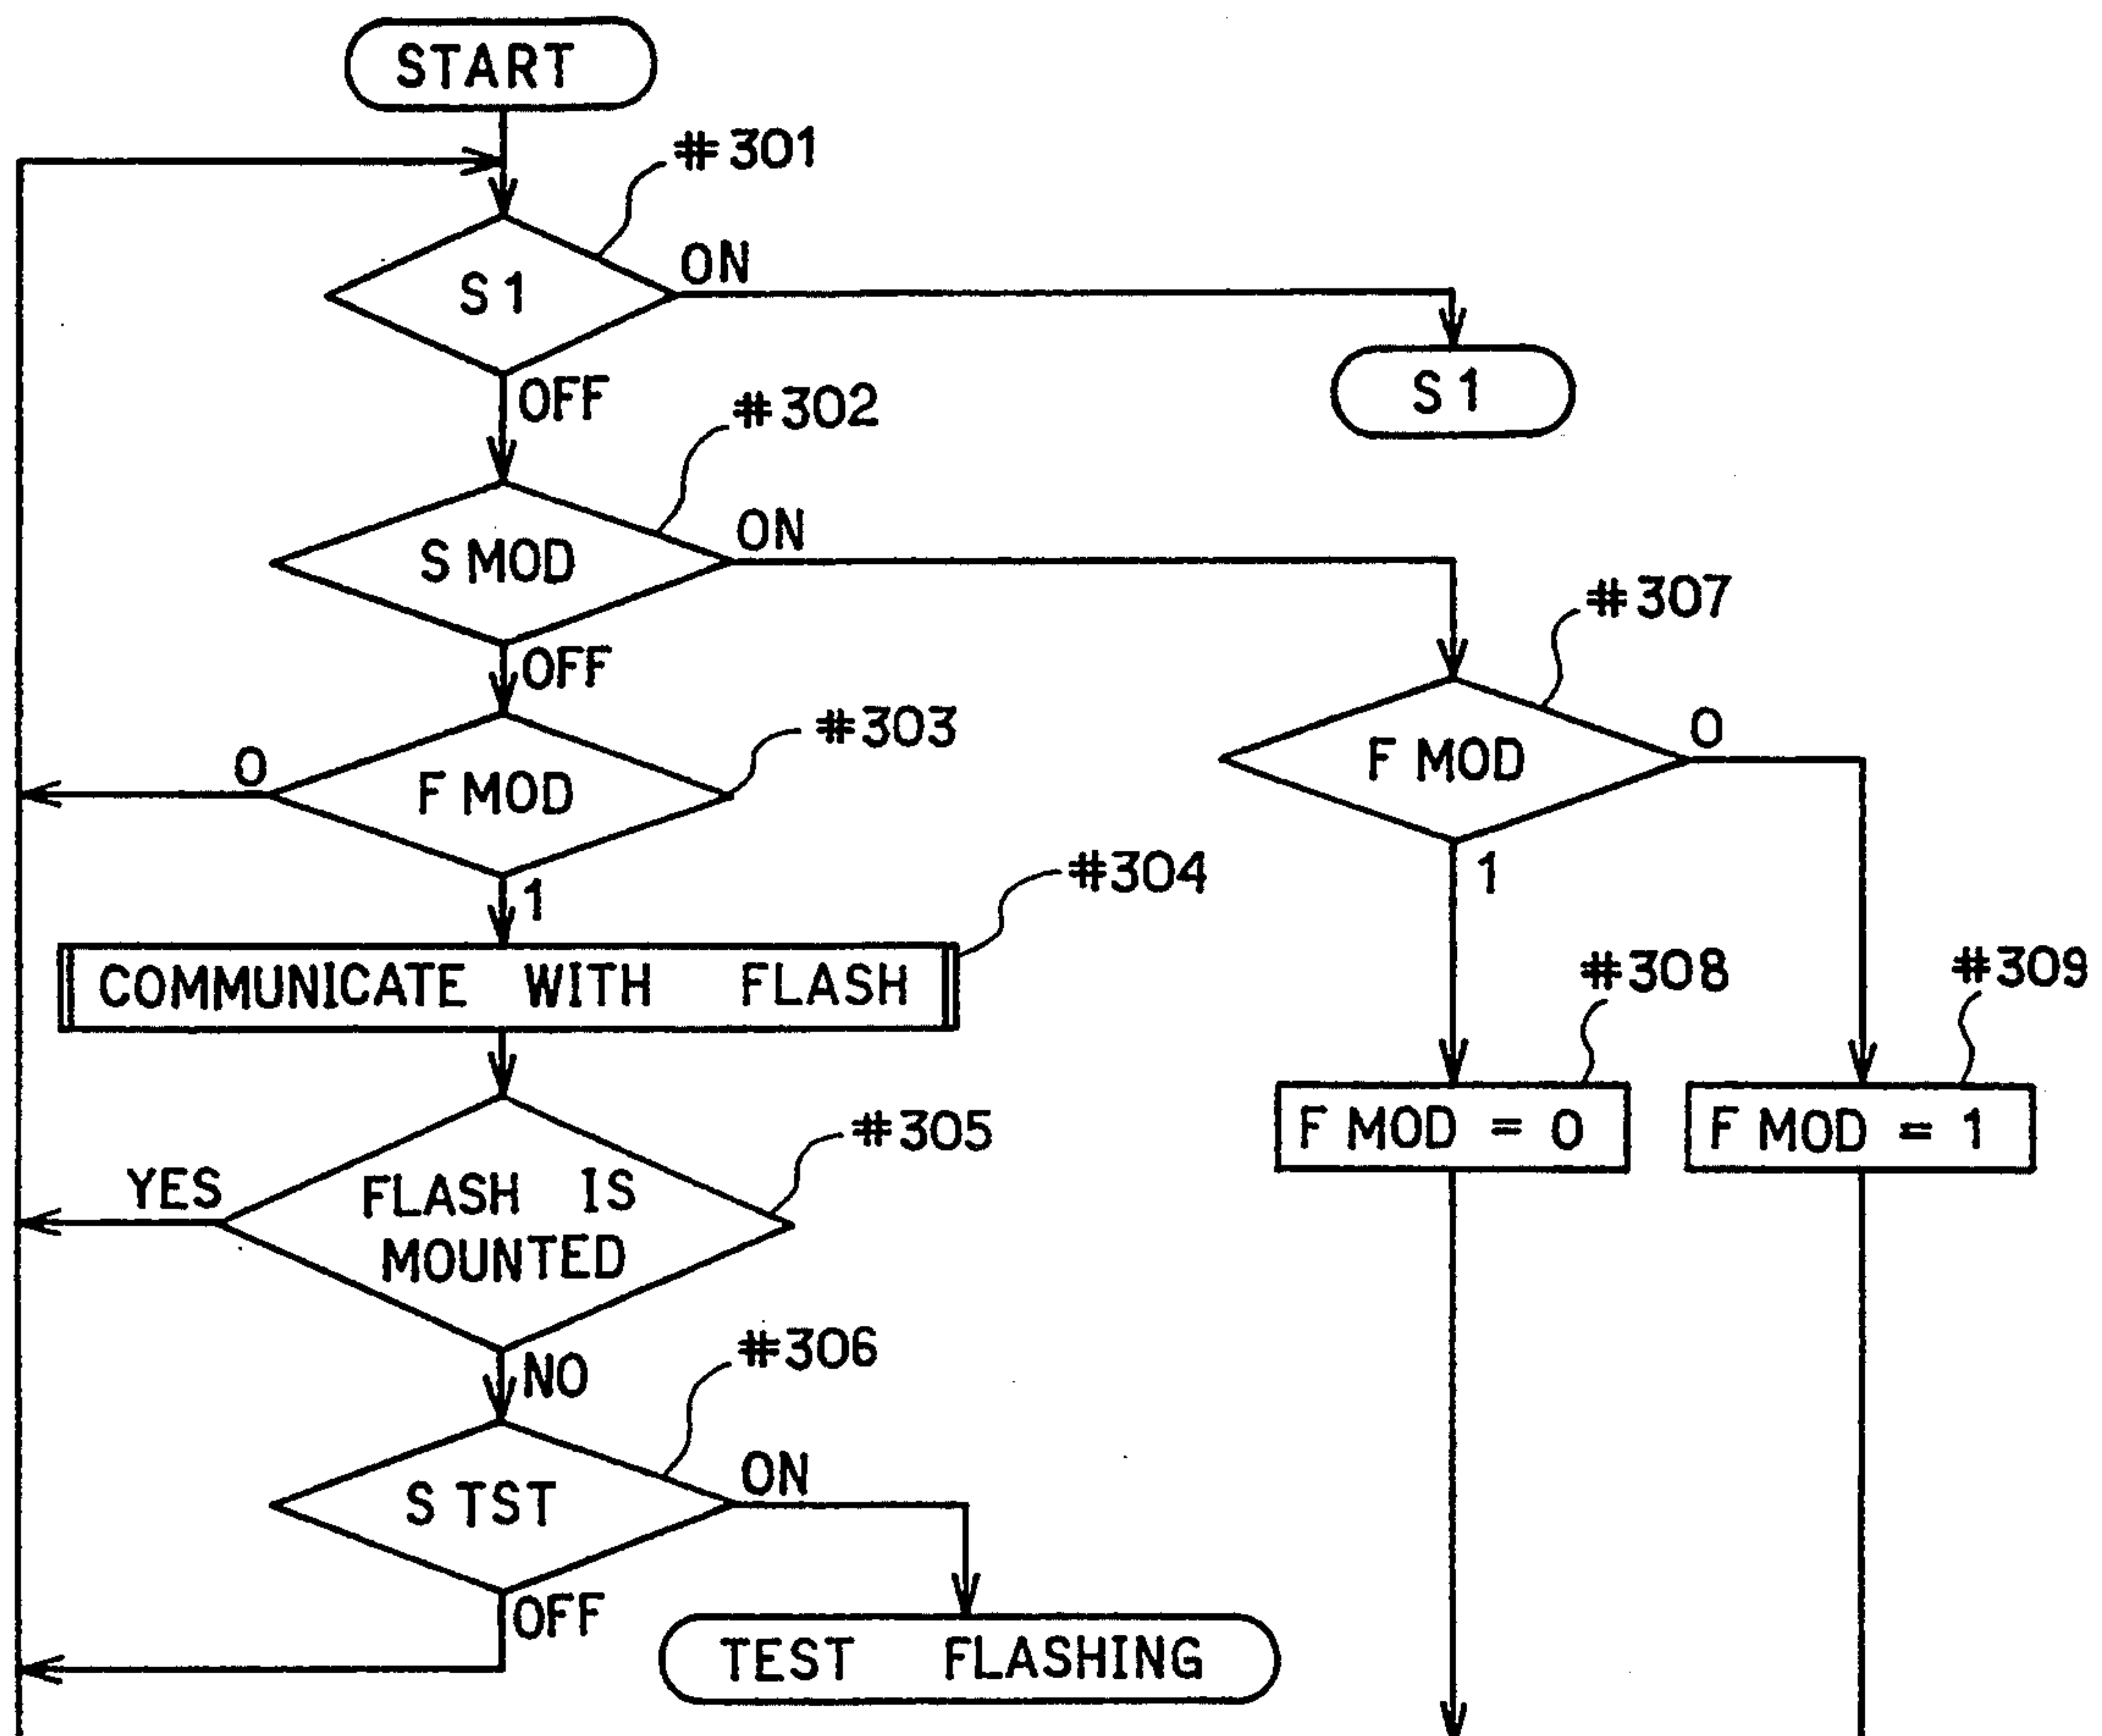 START
#301
S1
ON
S1
OFF
#302
S MOD
ON
#307
OFF
#303
F MOD
0
F MOD
0
1
1
#304
COMMUNICATE WITH FLASH
#308
#309
F MOD = 0
F MOD = 1
#305
YES
FLASH IS
MOUNTED
NO
#306
S TST
ON
OFF
TEST FLASHING